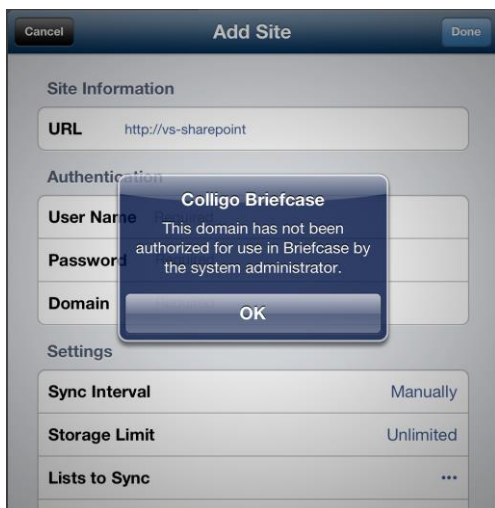 Cancel Add Site Done
Site Information
URL http://vs-sharepoint
Authentication
Colligo Briefcase
This domain has not been
authorized for use in Briefcase by
the system administrator.
OK
User Name Required
Password
Domain
Settings
Sync Interval Manually
Storage Limit Unlimited
Lists to Sync •••